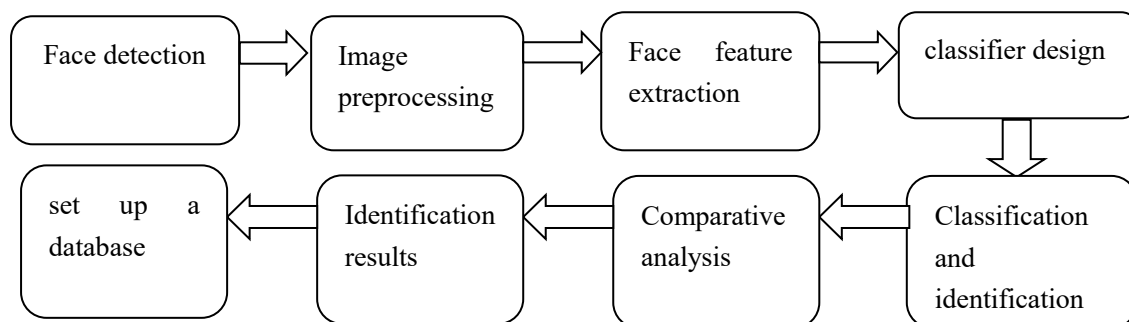 Face detection
Image
preprocessing
Face feature
extraction
classifier design
Classification
and
identification
Comparative
analysis
Identification
results
set up a
database